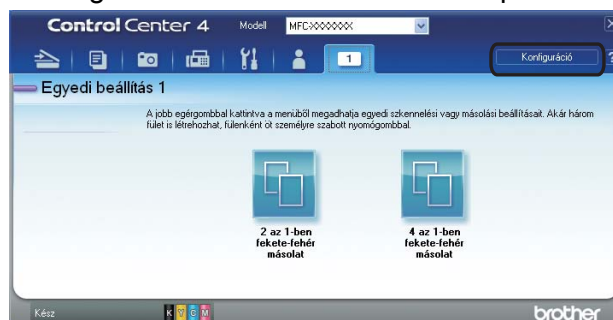 Control Center 4 Modell MFC-XXXXXX
1 Konfiguráció ?
Egyedi beállítás 1
A jobb egérgombbal kattintva a menüből megadhatja egyedi szkennelési vagy másolási beállításait. Akár három
fület is létrehozhat, fülenként öt személyre szabott nyomógombbal.
2 az 1-ben
fekete-fehér
másolat
4 az 1-ben
fekete-fehér
másolat
Kész K Y C M brother